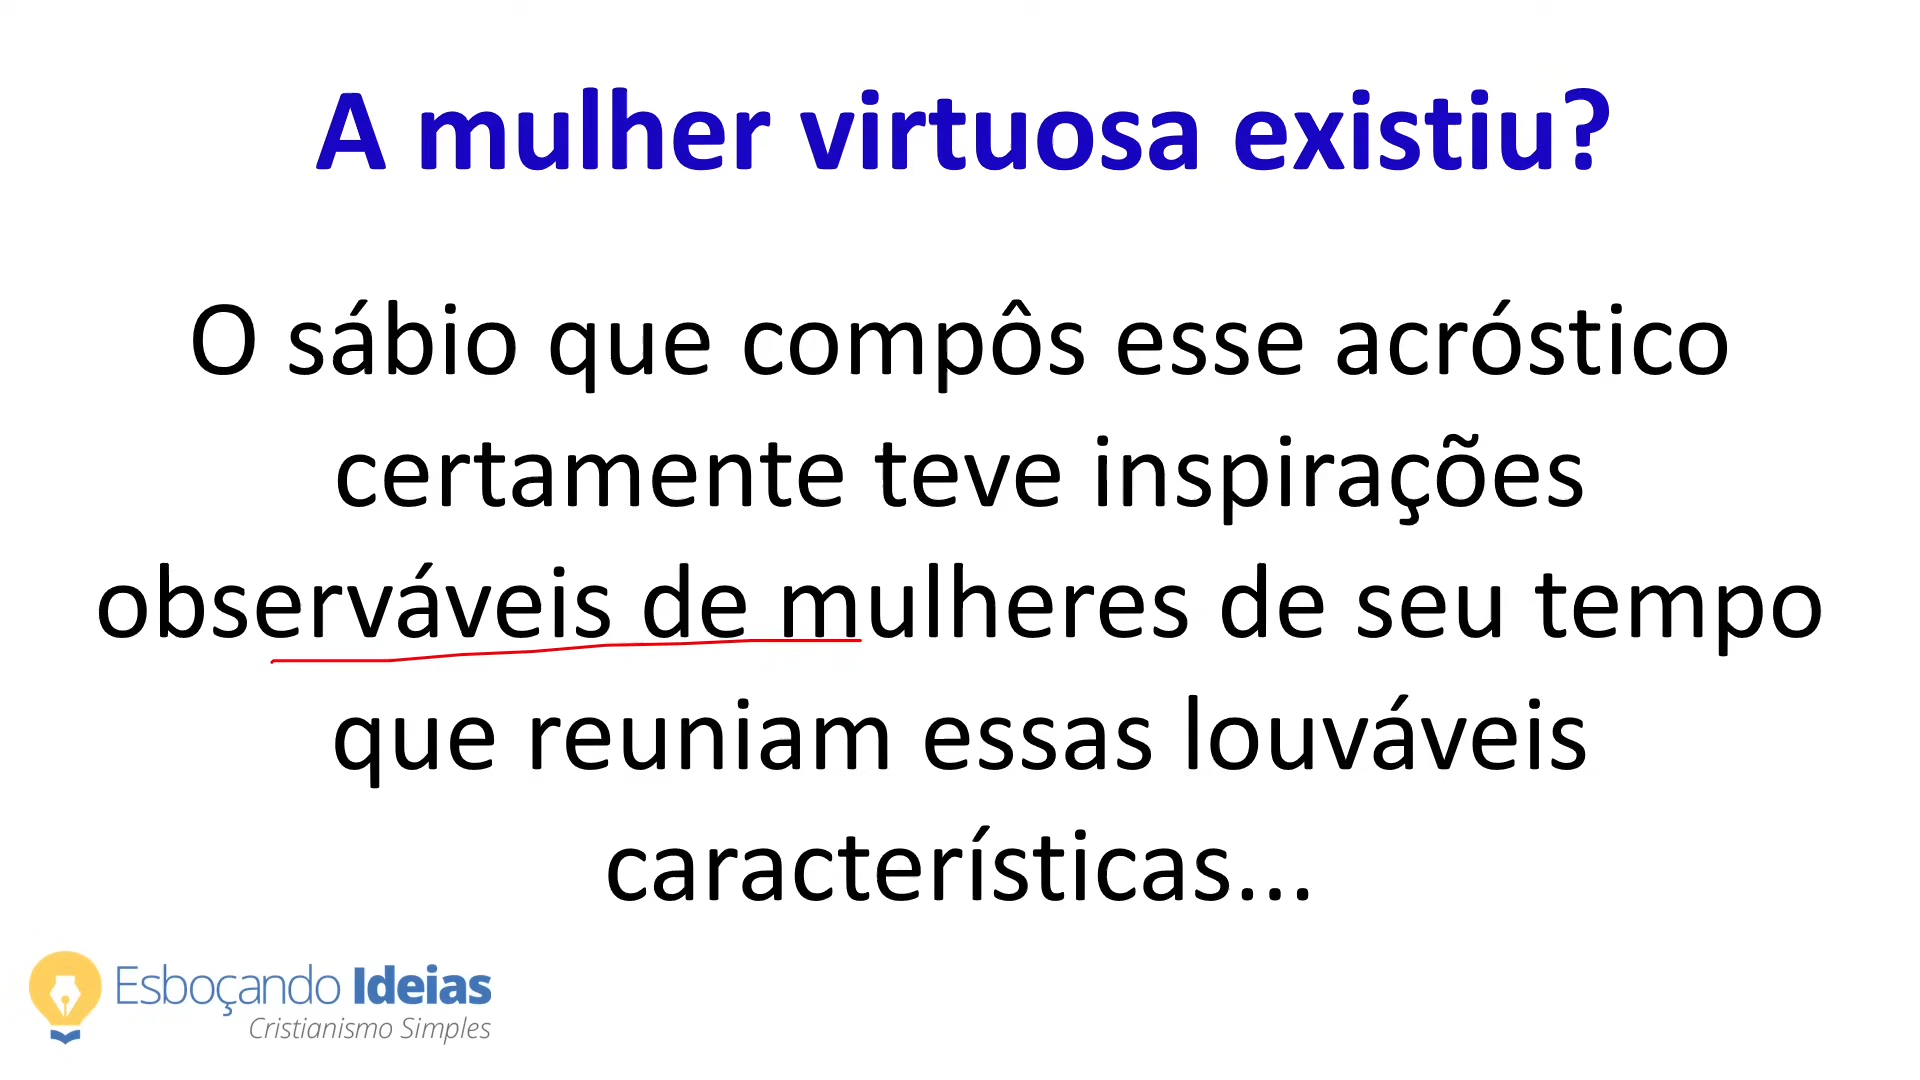 A mulher virtuosa existiu?
O sábio que compôs esse acróstico
certamente teve inspirações
observáveis de mulheres de seu tempo
que reuniam essas louváveis
características...
Esboçando Ideias
Cristianismo Simples